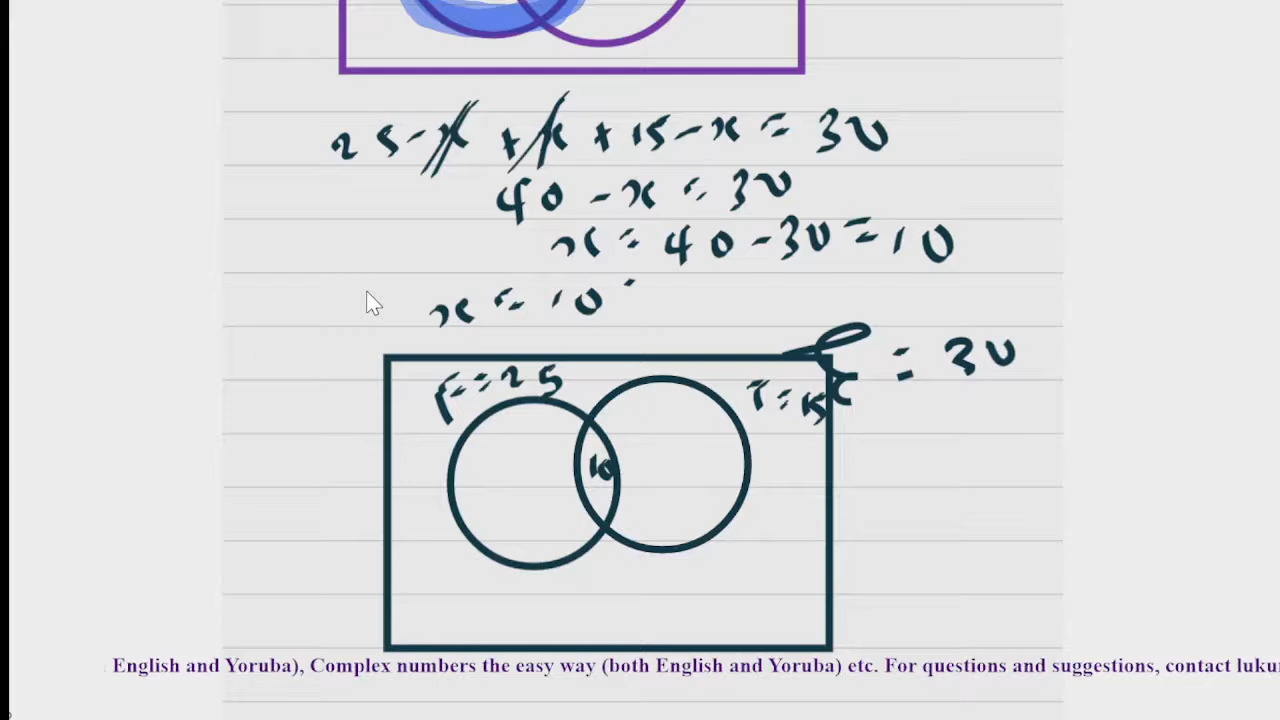 25-x + x + 15-x = 30
40 - x = 30
x = 40-30 = 10
x = 10
ξ = 30
F = 25
T = 15
10
English and Yoruba), Complex numbers the easy way (both English and Yoruba) etc. For questions and suggestions, contact luku